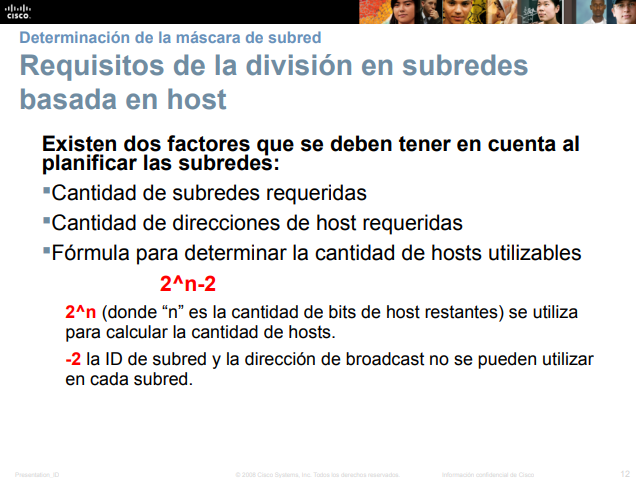 CISCO
Determinación de la máscara de subred
Requisitos de la división en subredes
basada en host
Existen dos factores que se deben tener en cuenta al
planificar las subredes:
▪Cantidad de subredes requeridas
▪Cantidad de direcciones de host requeridas
▪Fórmula para determinar la cantidad de hosts utilizables
2^n-2
2^n (donde “n” es la cantidad de bits de host restantes) se utiliza
para calcular la cantidad de hosts.
-2 la ID de subred y la dirección de broadcast no se pueden utilizar
en cada subred.
Presentation_ID © 2008 Cisco Systems, Inc. Todos los derechos reservados. Información confidencial de Cisco. 12